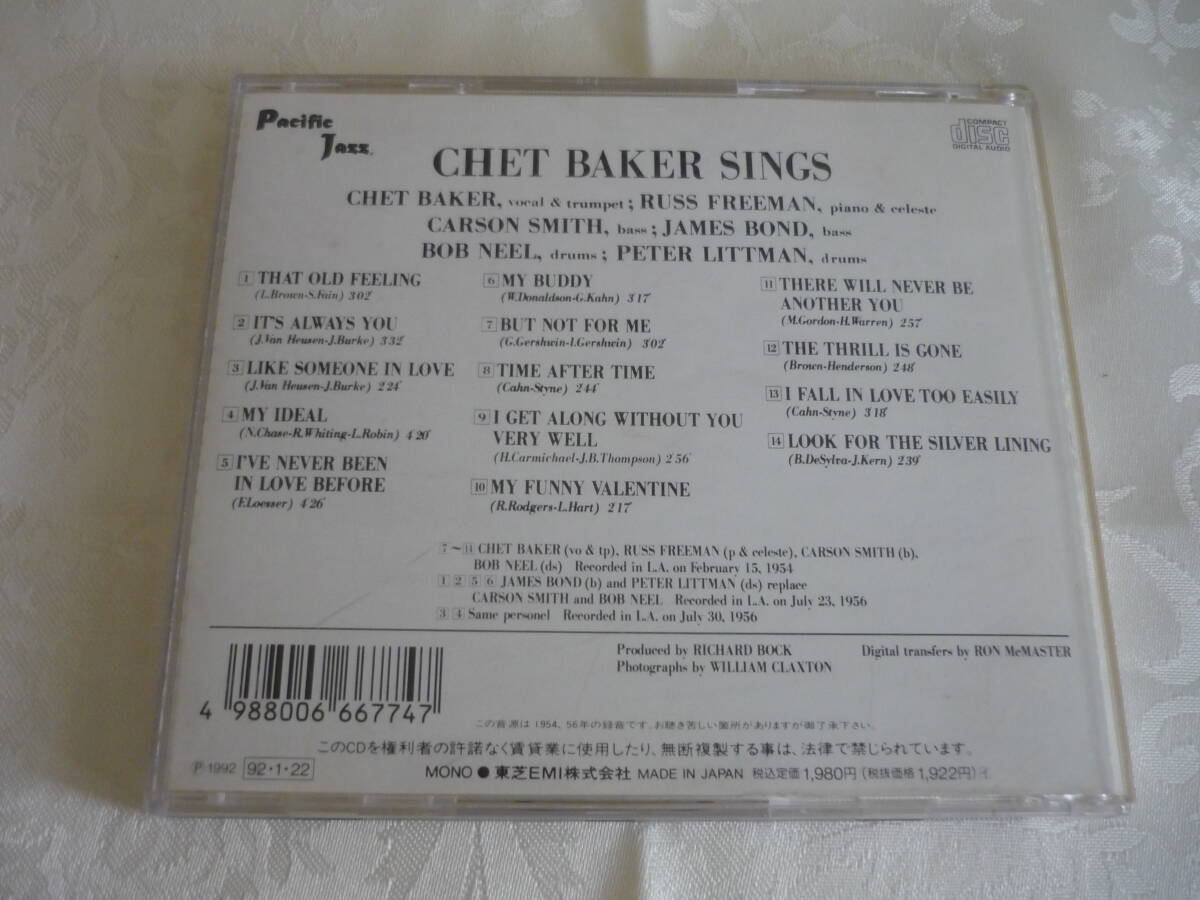 Pacific
Jazz
COMPACT
disc
DIGITAL AUDIO
CHET BAKER SINGS
CHET BAKER, vocal & trumpet; RUSS FREEMAN, piano & celeste
CARSON SMITH, bass; JAMES BOND, bass
BOB NEEL, drums; PETER LITTMAN, drums
1 THAT OLD FEELING
(L.Brown-S.Fain) 3'02"
2 IT'S ALWAYS YOU
(J.Van Heusen-J.Burke) 3'32"
3 LIKE SOMEONE IN LOVE
(J.Van Heusen-J.Burke) 2'24"
4 MY IDEAL
(N.Chase-R.Whiting-L.Robin) 4'20"
5 I'VE NEVER BEEN
IN LOVE BEFORE
(F.Loesser) 4'26"
6 MY BUDDY
(W.Donaldson-G.Kahn) 3'17"
7 BUT NOT FOR ME
(G.Gershwin-I.Gershwin) 3'02"
8 TIME AFTER TIME
(Cahn-Styne) 2'44"
9 I GET ALONG WITHOUT YOU
VERY WELL
(H.Carmichael-J.B.Thompson) 2'56"
10 MY FUNNY VALENTINE
(R.Rodgers-L.Hart) 2'17"
11 THERE WILL NEVER BE
ANOTHER YOU
(M.Gordon-H.Warren) 2'57"
12 THE THRILL IS GONE
(Brown-Henderson) 2'48"
13 I FALL IN LOVE TOO EASILY
(Cahn-Styne) 3'18"
14 LOOK FOR THE SILVER LINING
(B.DeSylva-J.Kern) 2'39"
7~14 CHET BAKER (vo & tp), RUSS FREEMAN (p & celeste), CARSON SMITH (b),
BOB NEEL (ds) Recorded in L.A. on February 15, 1954
1 2 5 6 JAMES BOND (b) and PETER LITTMAN (ds) replace
CARSON SMITH and BOB NEEL Recorded in L.A. on July 23, 1956
3 4 Same personel Recorded in L.A. on July 30, 1956
Produced by RICHARD BOCK Digital transfers by RON McMASTER
Photographs by WILLIAM CLAXTON
4 988006 667747
この音源は1954、56年の録音です。お聴き苦しい箇所がありますが御了承下さい。
このCDを権利者の許諾なく賃貸業に使用したり、無断複製する事は、法律で禁じられています。
Ⓟ1992 92・1・22 MONO ● 東芝EMI株式会社 MADE IN JAPAN 税込定価1,980円(税抜価格1,922円)イ